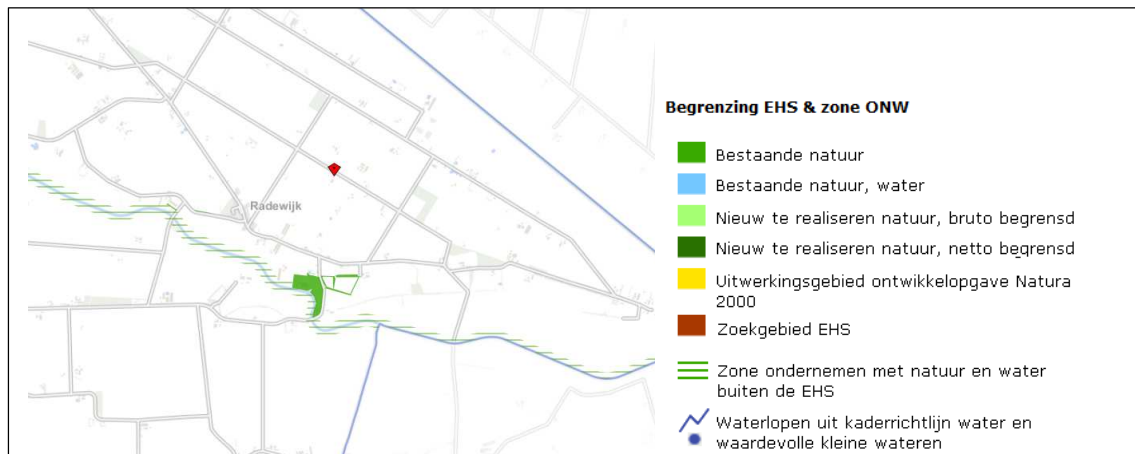 Radewijk
Begrenzing EHS & zone ONW
Bestaande natuur
Bestaande natuur, water
Nieuw te realiseren natuur, bruto begrensd
Nieuw te realiseren natuur, netto begrensd
Uitwerkingsgebied ontwikkelopgave Natura
2000
Zoekgebied EHS
Zone ondernemen met natuur en water
buiten de EHS
Waterlopen uit kaderrichtlijn water en
waardevolle kleine wateren